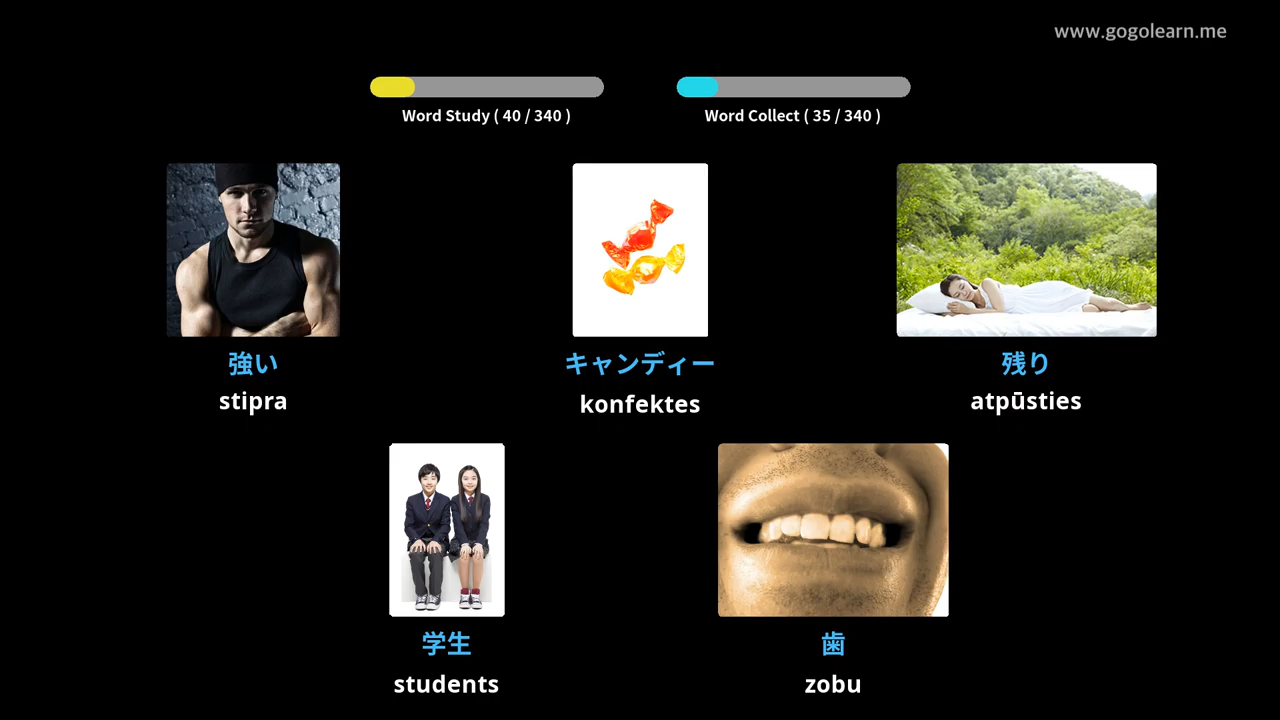 www.gogolearn.me
Word Study ( 40 / 340 )
Word Collect ( 35 / 340 )
強い
stipra
キャンディー
konfektes
残り
atpūsties
学生
students
歯
zobu